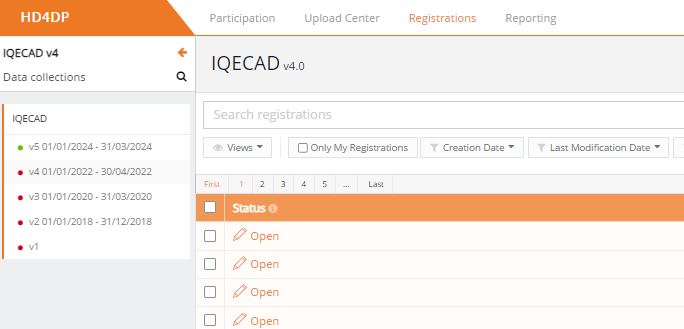 HD4DP
Participation
Upload Center
Registrations
Reporting
IQECAD v4
Data collections
IQECAD
v5 01/01/2024 - 31/03/2024
v4 01/01/2022 - 30/04/2022
v3 01/01/2020 - 31/03/2020
v2 01/01/2018 - 31/12/2018
v1
IQECAD v4.0
Search registrations
Views
Only My Registrations
Creation Date
Last Modification Date
First 1 2 3 4 5 ... Last
Status
Open
Open
Open
Open